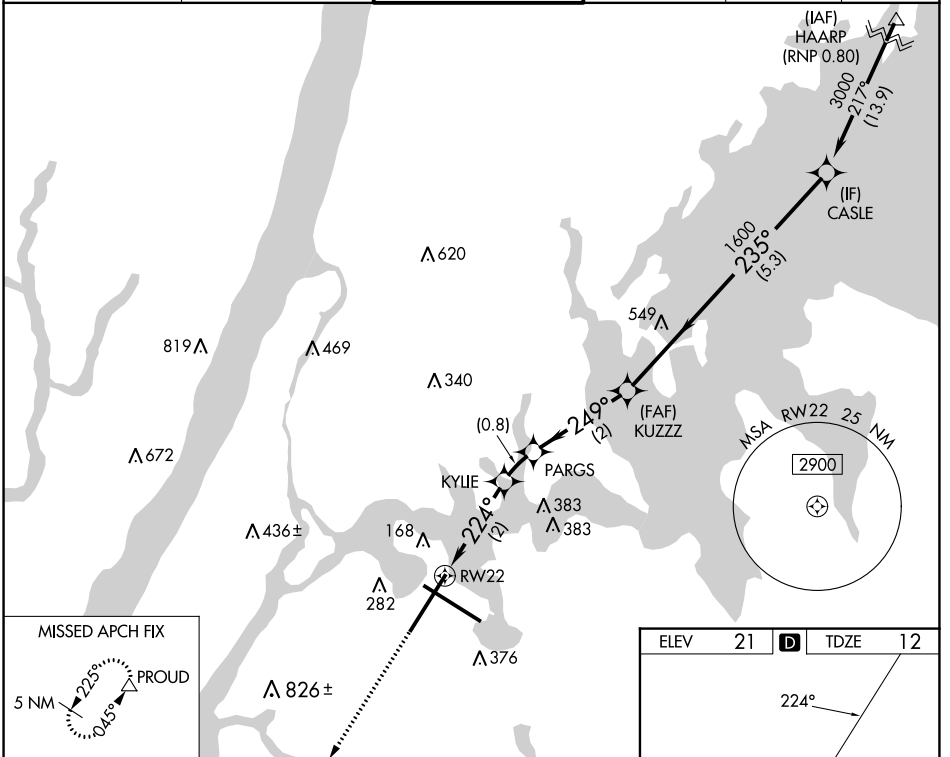 (IAF)
HAARP
(RNP 0.80)
3000
217°
(13.9)
(IF)
CASLE
1600
235°
(5.3)
620
549
819
469
340
(FAF)
KUZZZ
249°
(2)
(0.8)
PARGS
KYLIE
672
383
383
224°
(2)
436±
168
RW22
282
376
826±
MSA RW22 25 NM
2900
MISSED APCH FIX
PROUD
5 NM
225°
045°
ELEV 21 D TDZE 12
224°